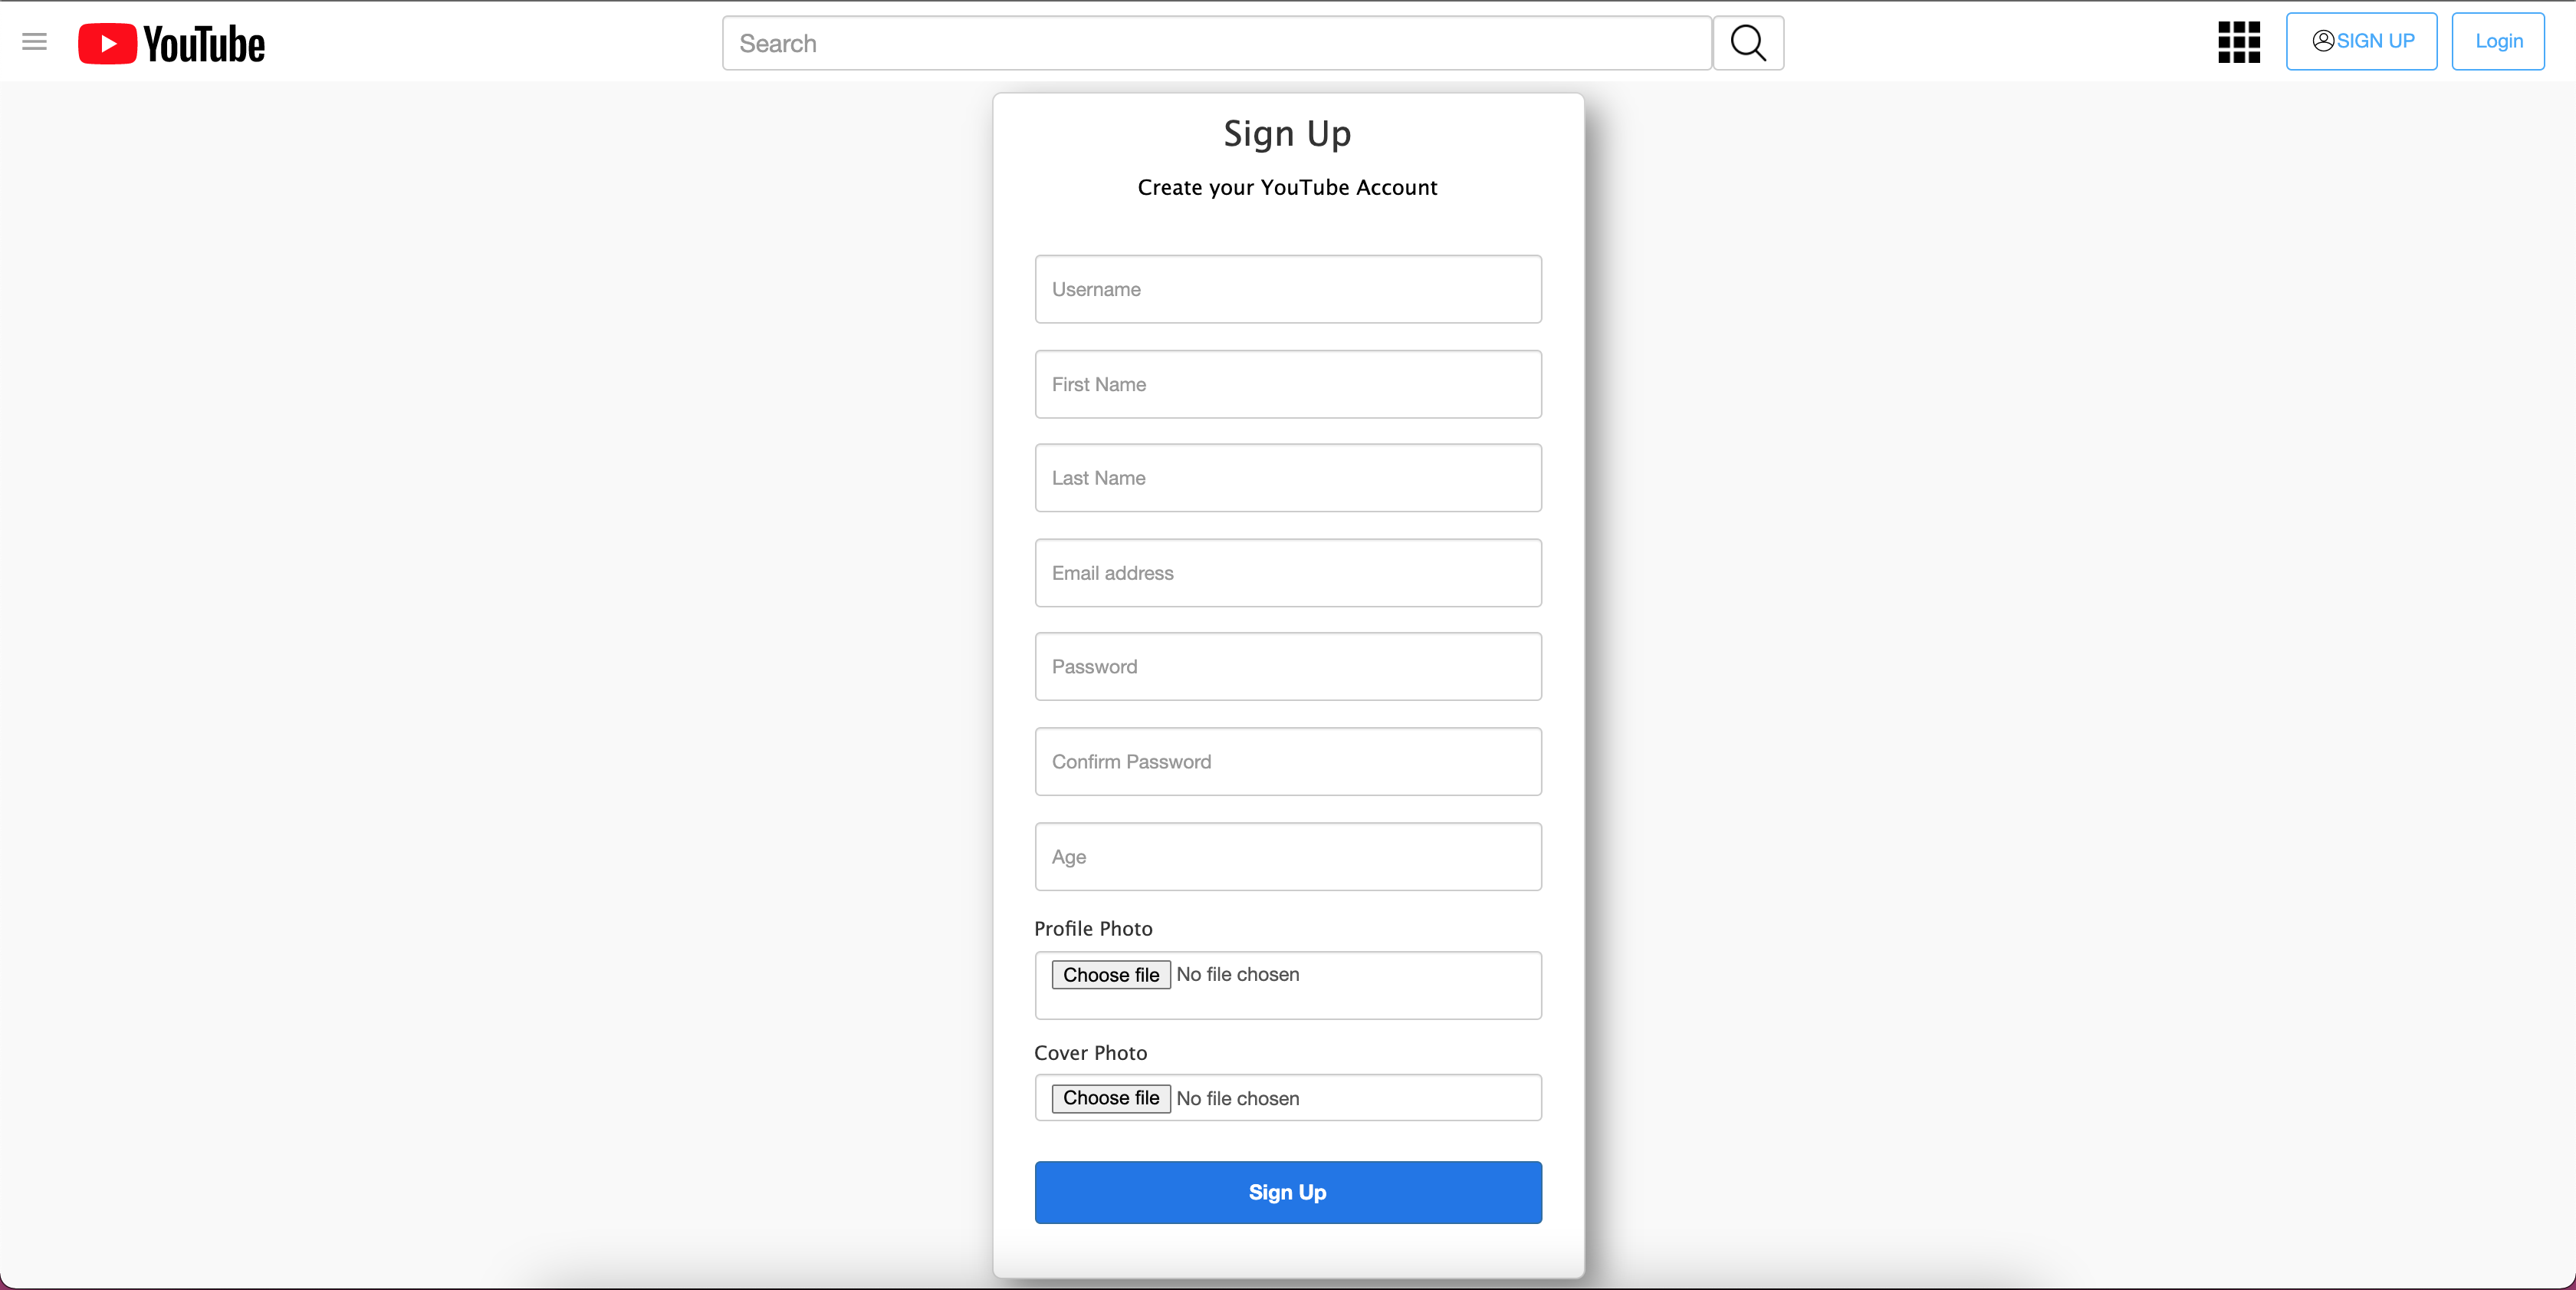 YouTube
Search
SIGN UP
Login
Sign Up
Create your YouTube Account
Username
First Name
Last Name
Email address
Password
Confirm Password
Age
Profile Photo
Choose file No file chosen
Cover Photo
Choose file No file chosen
Sign Up